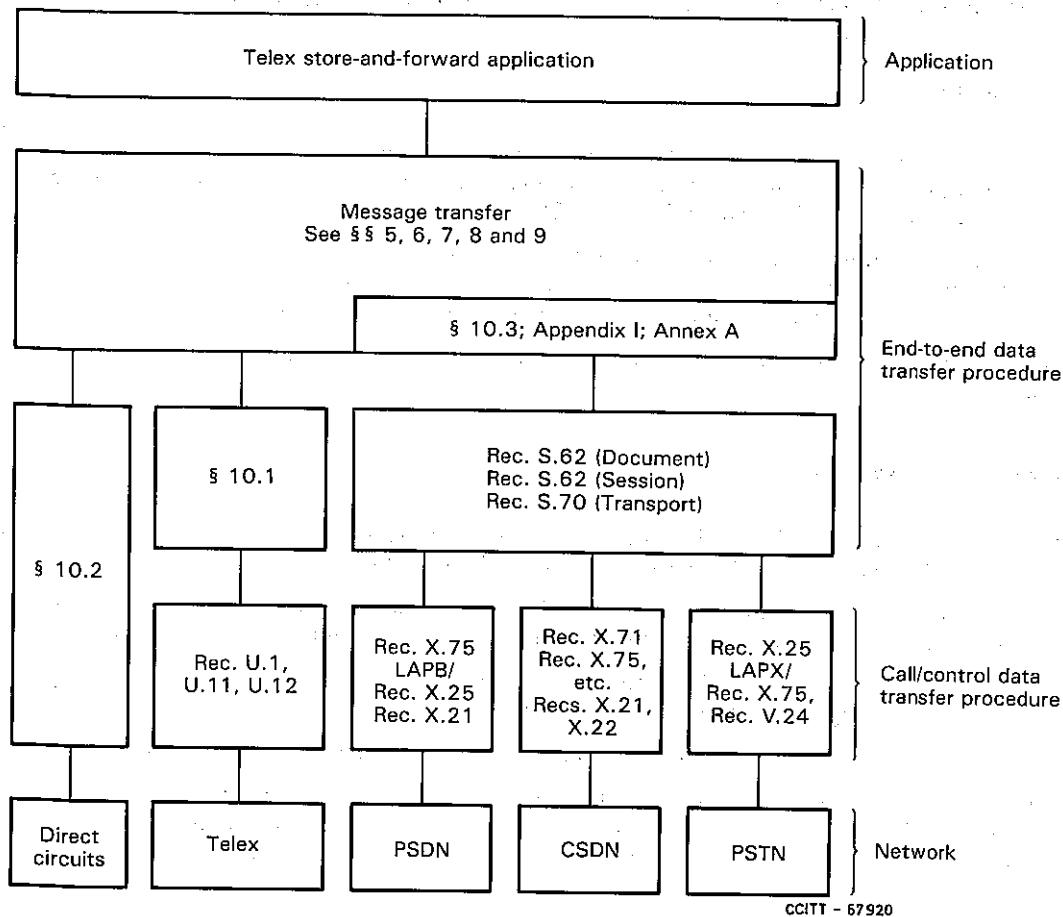 Telex store-and-forward application
Application
Message transfer
See §§ 5, 6, 7, 8 and 9
§ 10.3; Appendix I; Annex A
End-to-end data
transfer procedure
§ 10.2
§ 10.1
Rec. S.62 (Document)
Rec. S.62 (Session)
Rec. S.70 (Transport)
Rec. U.1,
U.11, U.12
Rec. X.75
LAPB/
Rec. X.25
Rec. X.21
Rec. X.71
Rec. X.75,
etc.
Recs. X.21,
X.22
Rec. X.25
LAPX/
Rec. X.75,
Rec. V.24
Call/control data
transfer procedure
Direct
circuits
Telex
PSDN
CSDN
PSTN
Network
CCITT - 67920